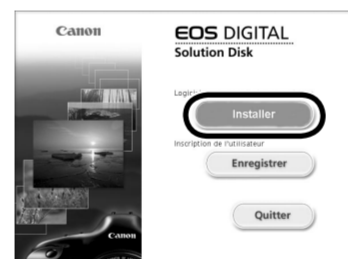 Canon
EOS DIGITAL
Solution Disk
Installer
Inscription de l'utilisateur
Enregistrer
Quitter
Canon